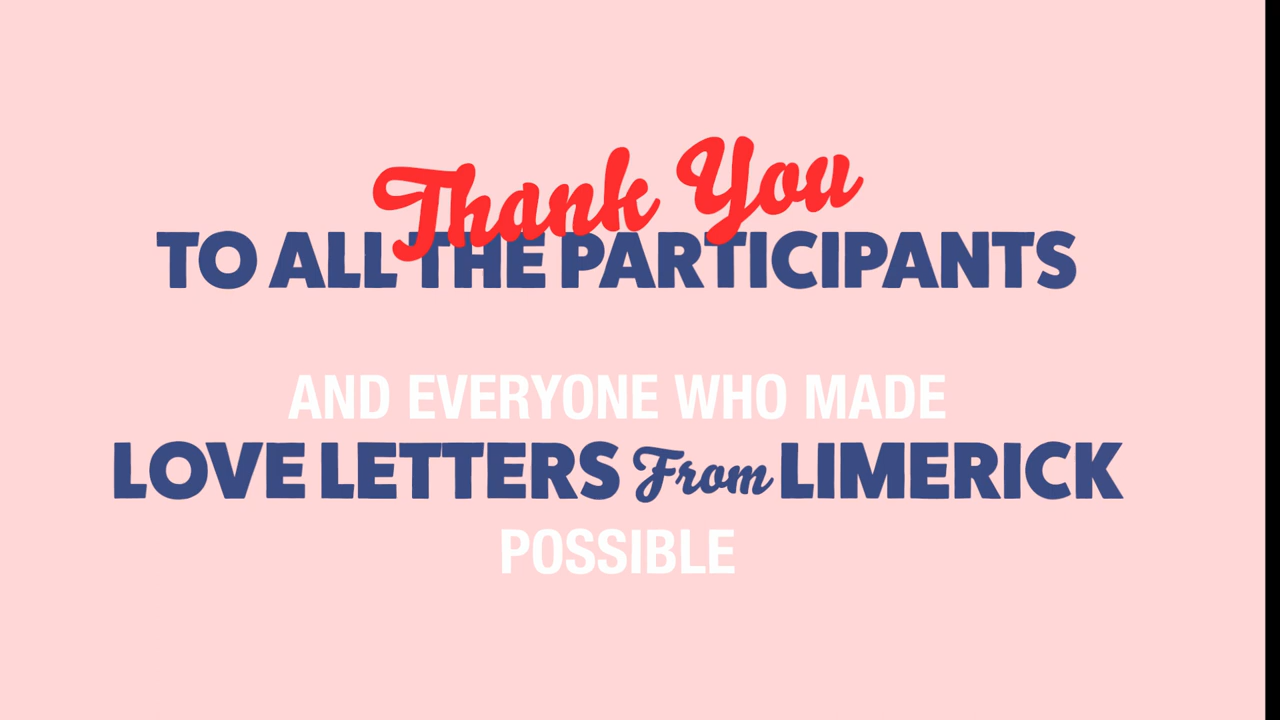 Thank You
TO ALL THE PARTICIPANTS
AND EVERYONE WHO MADE
LOVE LETTERS From LIMERICK
POSSIBLE